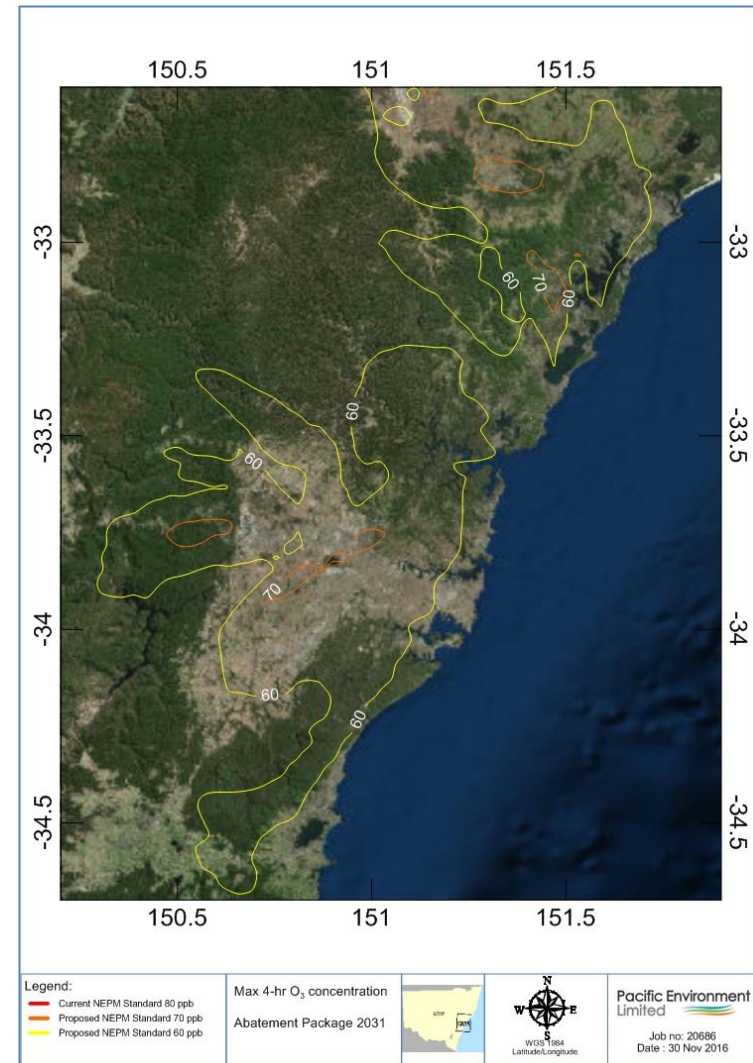 150.5 151 151.5
-33
-33
60
70
60
60
-33.5
-33.5
60
70
-34
-34
60
60
-34.5
-34.5
150.5 151 151.5
Legend:
Current NEPM Standard 80 ppb
Proposed NEPM Standard 70 ppb
Proposed NEPM Standard 60 ppb
Max 4-hr O₃ concentration
Abatement Package 2031
NSW
GMR
N
W E
S
WGS 1984
Latitude/Longitude
Pacific Environment
Limited
Job no: 20686
Date : 30 Nov 2016